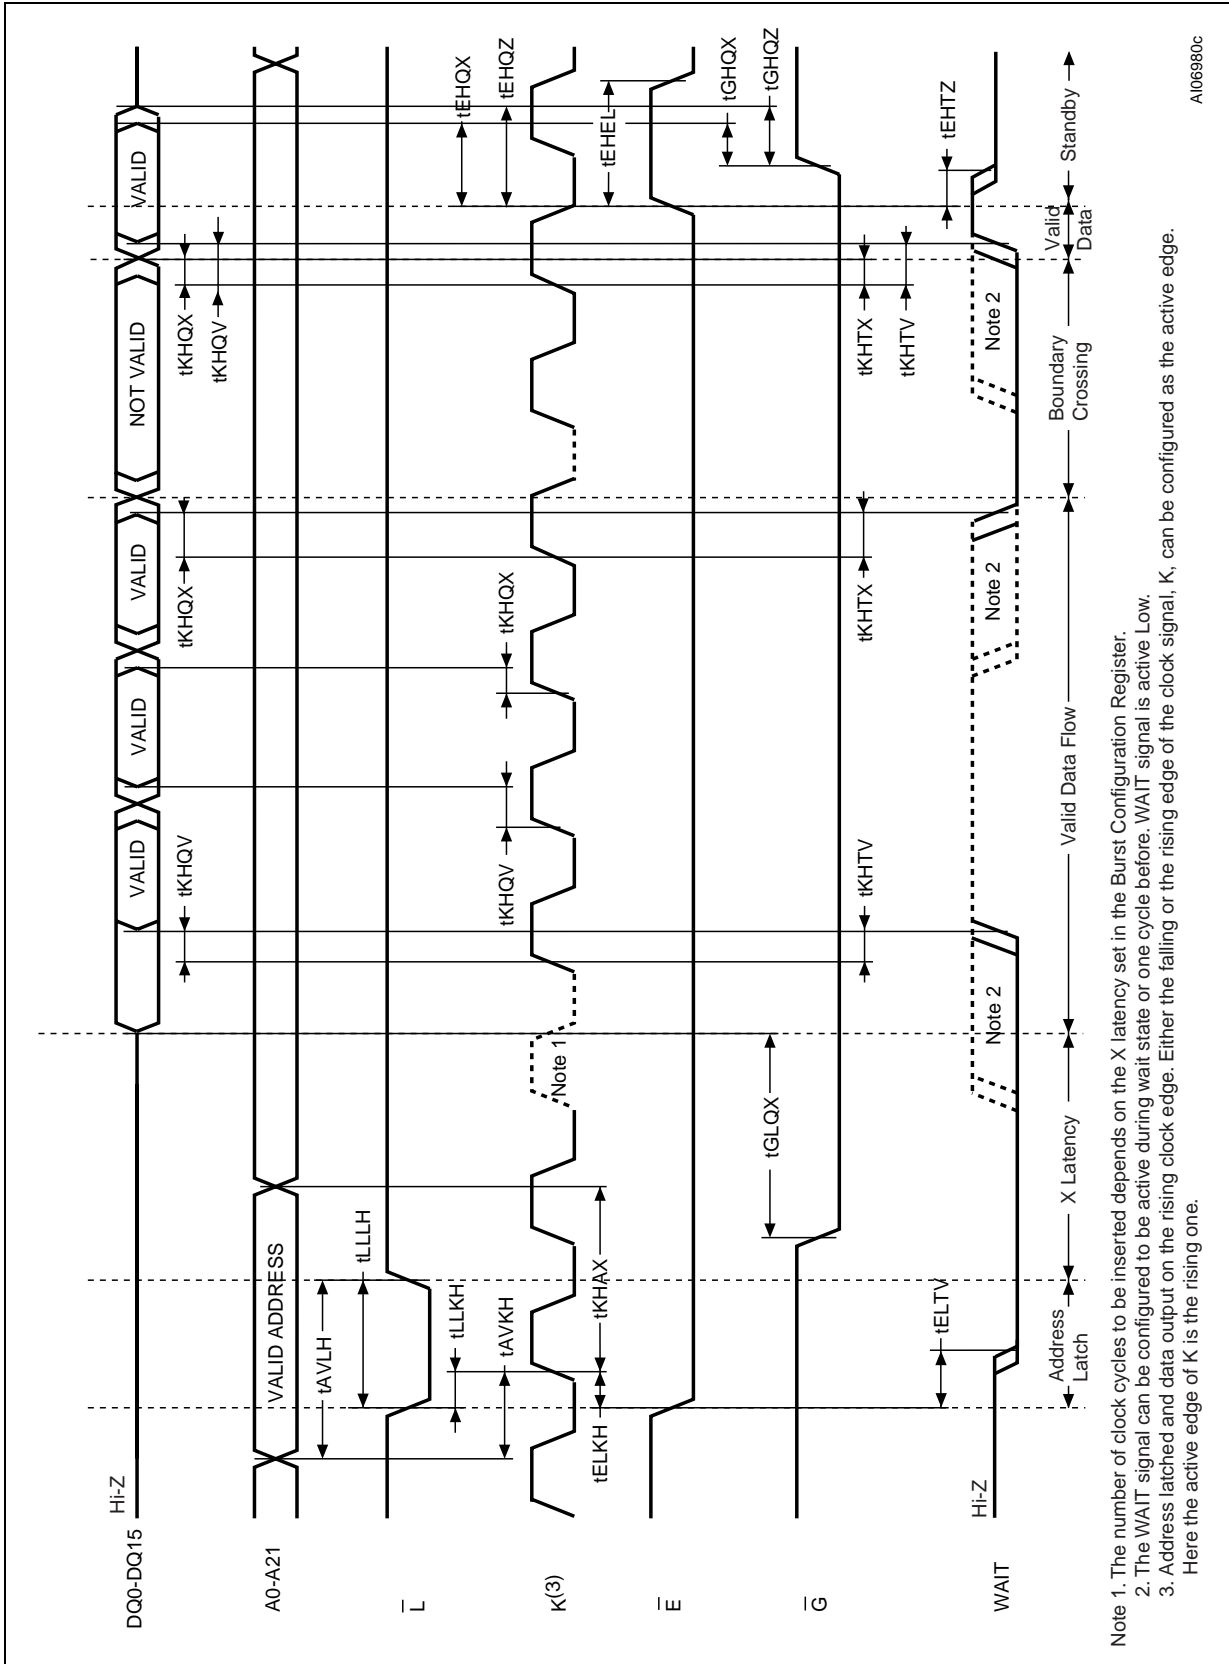 DQ0-DQ15
Hi-Z
VALID
VALID
VALID
NOT VALID
VALID
tKHQV
tKHQX
tKHQX
tKHQV
A0-A21
VALID ADDRESS
tAVLH
L
tLLLH
tLLKH
tAVKH
K(3)
Note 1
tKHQV
tKHQX
tEHQX
tEHQZ
tELKH
tKHAX
tEHEL
E
G
tGLQX
tGHQX
tGHQZ
tKHTV
tKHTX
tKHTX
tKHTV
tELTV
tEHTZ
WAIT
Hi-Z
Note 2
Note 2
Note 2
Address
Latch
X Latency
Valid Data Flow
Boundary
Crossing
Valid
Data
Standby
Note 1. The number of clock cycles to be inserted depends on the X latency set in the Burst Configuration Register.
2. The WAIT signal can be configured to be active during wait state or one cycle before. WAIT signal is active Low.
3. Address latched and data output on the rising clock edge. Either the falling or the rising edge of the clock signal, K, can be configured as the active edge.
Here the active edge of K is the rising one.
AI06980c